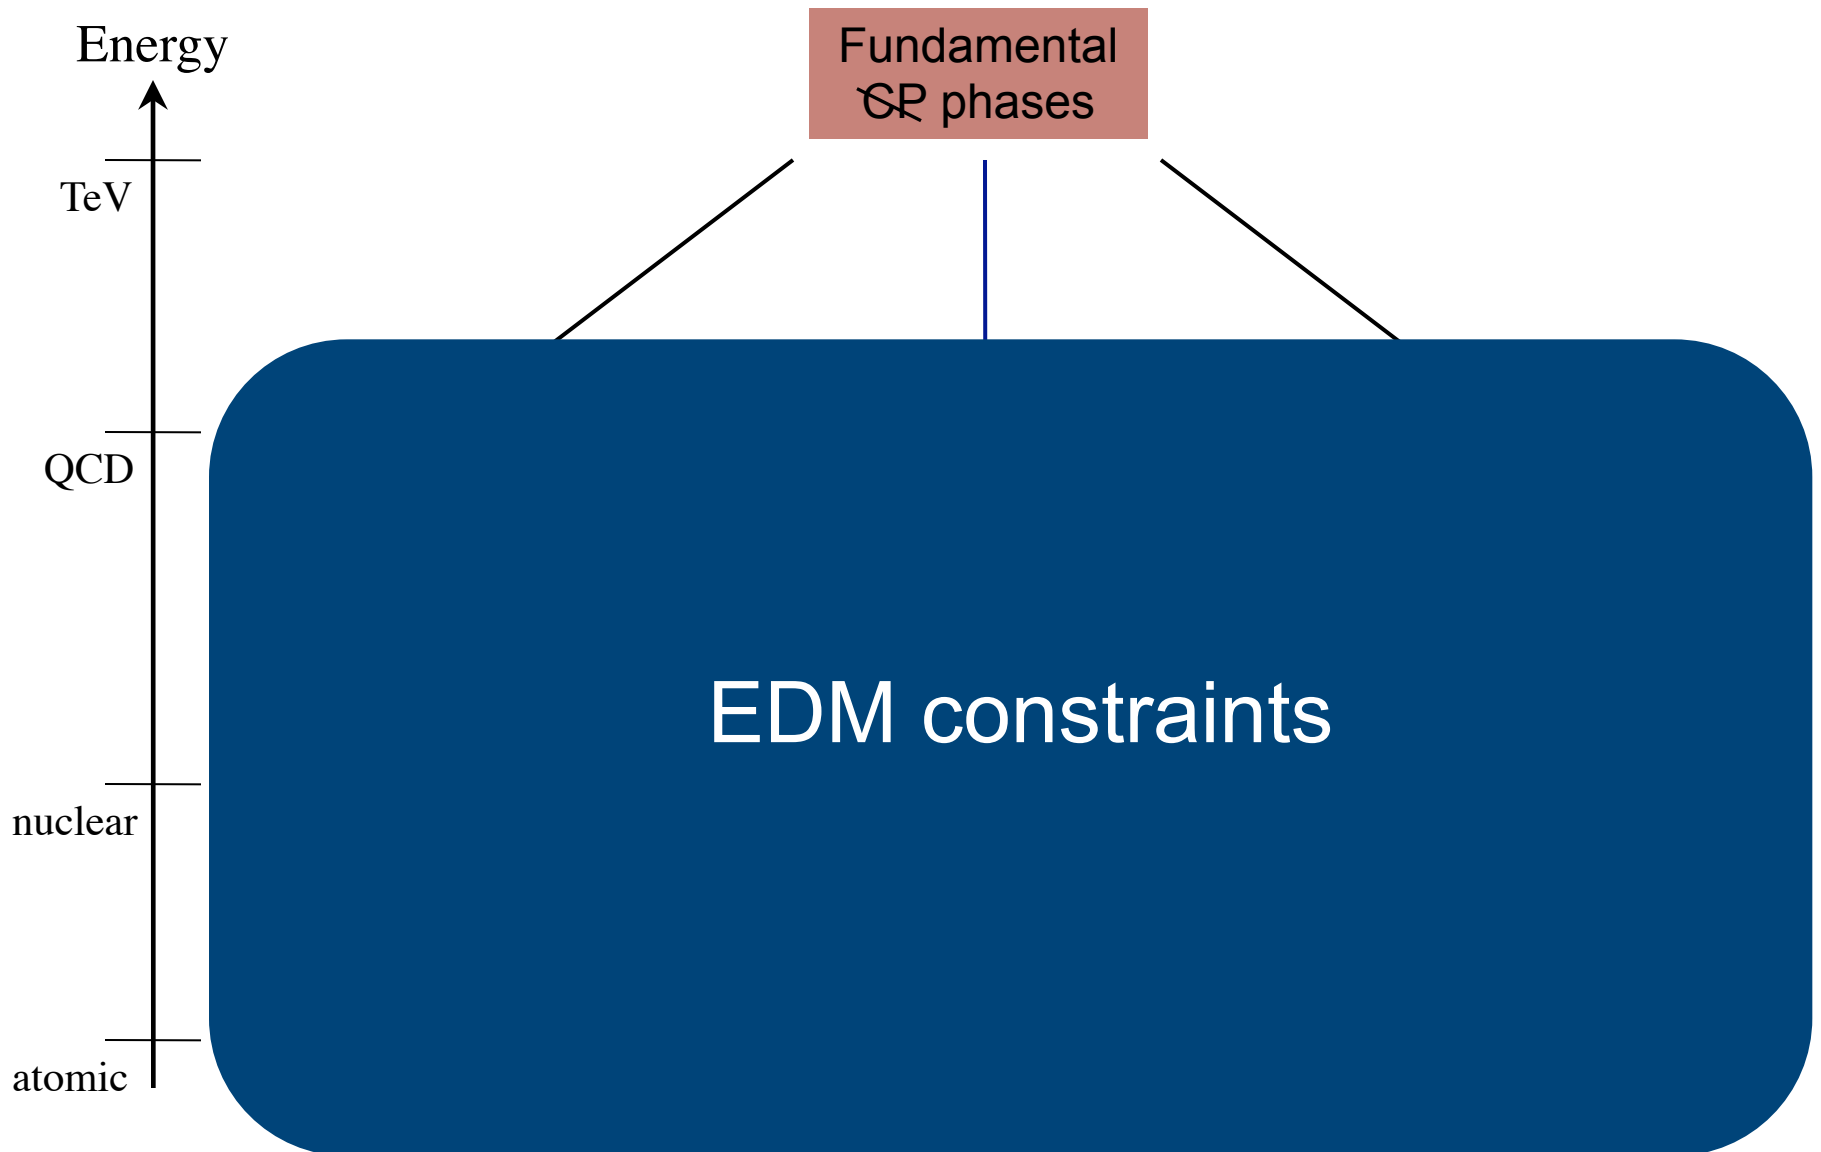 Energy
Fundamental
CP phases
TeV
QCD
EDM constraints
nuclear
atomic